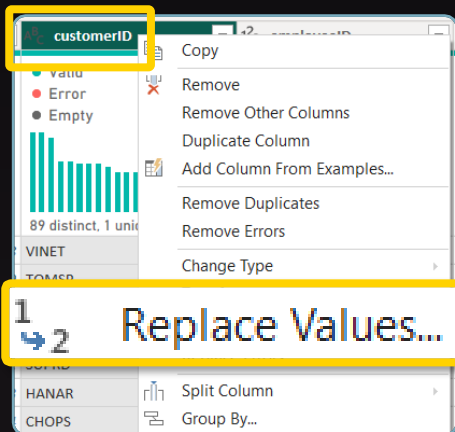 ABC customerID
Copy
Valid
Error
Empty
Remove
Remove Other Columns
Duplicate Column
Add Column From Examples...
89 distinct, 1
Remove Duplicates
Remove Errors
VINET
Change Type
TOMSP
1
2 Replace Values...
HANAR
Split Column
CHOPS
Group By...